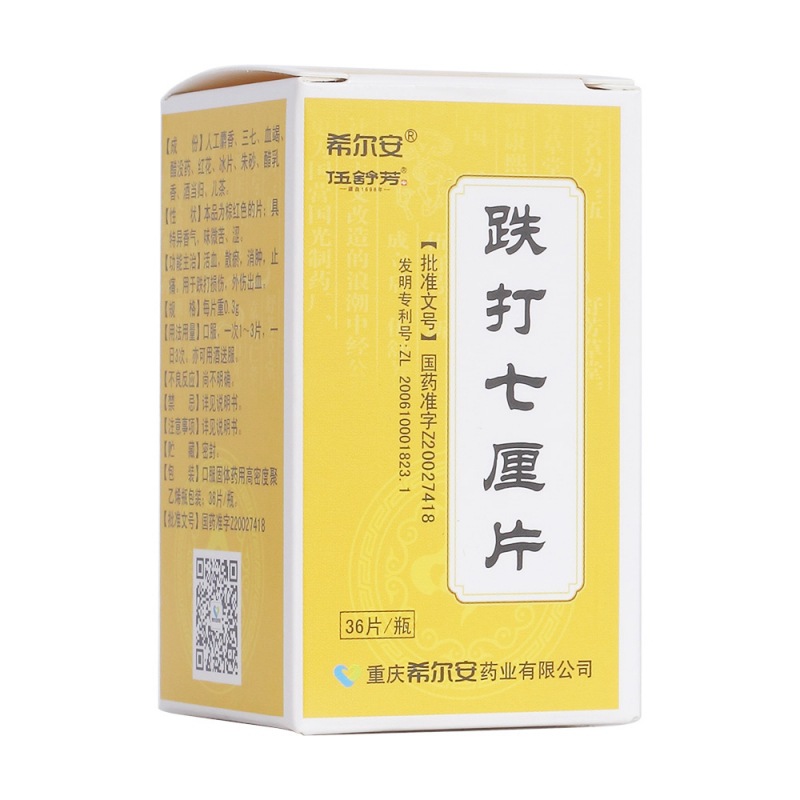 【成　份】人工麝香、三七、血竭、
醋没药、红花、冰片、朱砂、醋乳
香、酒当归、儿茶。
【性　状】本品为棕红色的片；具
特异香气，味微苦、涩。
【功能主治】活血，散瘀，消肿，止
痛。用于跌打损伤，外伤出血。
【规　格】每片重0.3g
【用法用量】口服。一次1～3片，一
日3次，亦可用酒送服。
【不良反应】尚不明确。
【禁　忌】详见说明书。
【注意事项】详见说明书。
【贮　藏】密封。
【包　装】口服固体药用高密度聚
乙烯瓶包装；36片/瓶。
【批准文号】国药准字Z20027418
希尔安®
伍舒芳®
源自1698年
跌打七厘片
【批准文号】国药准字Z20027418
发明专利号:ZL 200610001823.1
36片/瓶
重庆希尔安药业有限公司